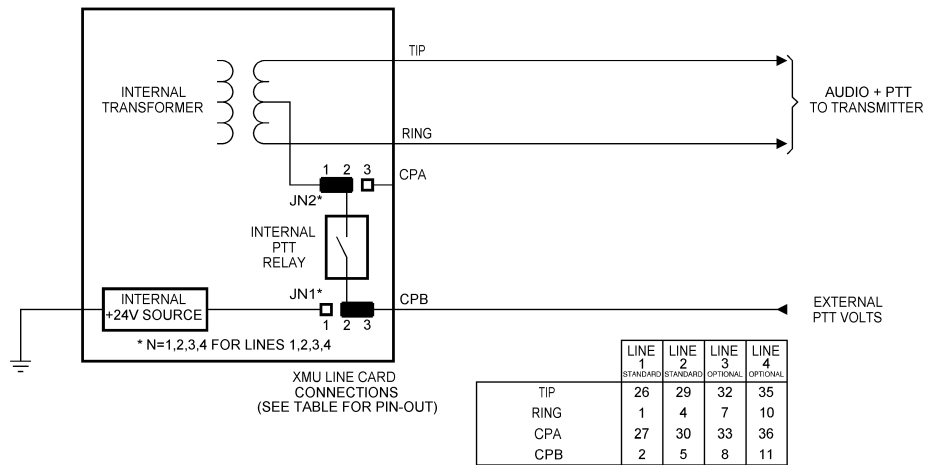 TIP
INTERNAL
TRANSFORMER
AUDIO + PTT
TO TRANSMITTER
RING
1 2 3
CPA
JN2*
INTERNAL
PTT
RELAY
INTERNAL
+24V SOURCE
JN1*
CPB
1 2 3
EXTERNAL
PTT VOLTS
* N=1,2,3,4 FOR LINES 1,2,3,4
XMU LINE CARD
CONNECTIONS
(SEE TABLE FOR PIN-OUT)
LINE LINE LINE LINE
1 2 3 4
STANDARD STANDARD OPTIONAL OPTIONAL
TIP 26 29 32 35
RING 1 4 7 10
CPA 27 30 33 36
CPB 2 5 8 11